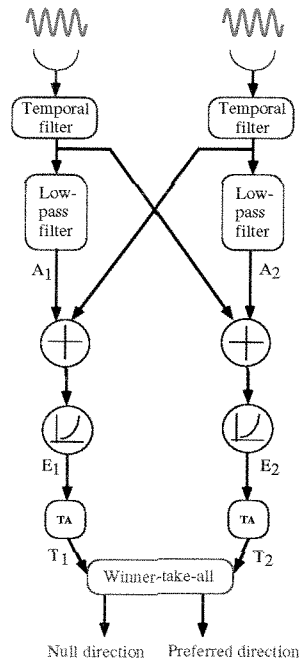 Temporal
filter
Temporal
filter
Low-
pass
filter
Low-
pass
filter
A1
A2
E1
E2
TA
TA
T1
T2
Winner-take-all
Null direction
Preferred direction